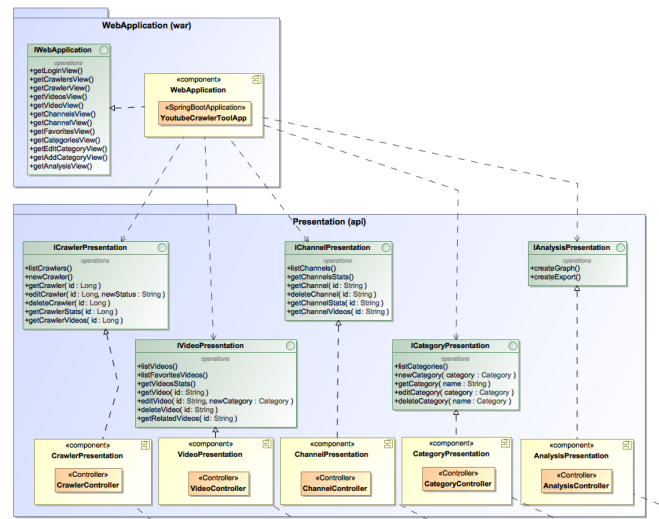 WebApplication (war)
IWebApplication
operations
+getLoginView()
+getCrawlersView()
+getCrawlerView()
+getVideosView()
+getVideoView()
+getChannelsView()
+getChannelView()
+getFavoritesView()
+getCategoriesView()
+getEditCategoryView()
+getAddCategoryView()
+getAnalysisView()
«component»
WebApplication
«SpringBootApplication»
YoutubeCrawlerToolApp
Presentation (api)
ICrawlerPresentation
operations
+listCrawlers()
+newCrawler()
+getCrawler( id : Long )
+editCrawler( id : Long, newStatus : String )
+deleteCrawler( id : Long )
+getCrawlerStats( id : Long )
+getCrawlerVideos( id : Long )
IChannelPresentation
operations
+listChannels()
+getChannelsStats()
+getChannel( id : String )
+deleteChannel( id : String )
+getChannelStats( id : String )
+getChannelVideos( id : String )
IAnalysisPresentation
operations
+createGraph()
+createExport()
IVideoPresentation
operations
+listVideos()
+listFavoritesVideos()
+getVideosStats()
+getVideo( id : String )
+editVideo( id : String, newCategory : Category )
+deleteVideo( id : String )
+getRelatedVideos( id : String )
ICategoryPresentation
operations
+listCategories()
+newCategory( category : Category )
+getCategory( name : String )
+editCategory( category : Category )
+deleteCategory( name : Category )
«component»
CrawlerPresentation
«Controller»
CrawlerController
«component»
VideoPresentation
«Controller»
VideoController
«component»
ChannelPresentation
«Controller»
ChannelController
«component»
CategoryPresentation
«Controller»
CategoryController
«component»
AnalysisPresentation
«Controller»
AnalysisController